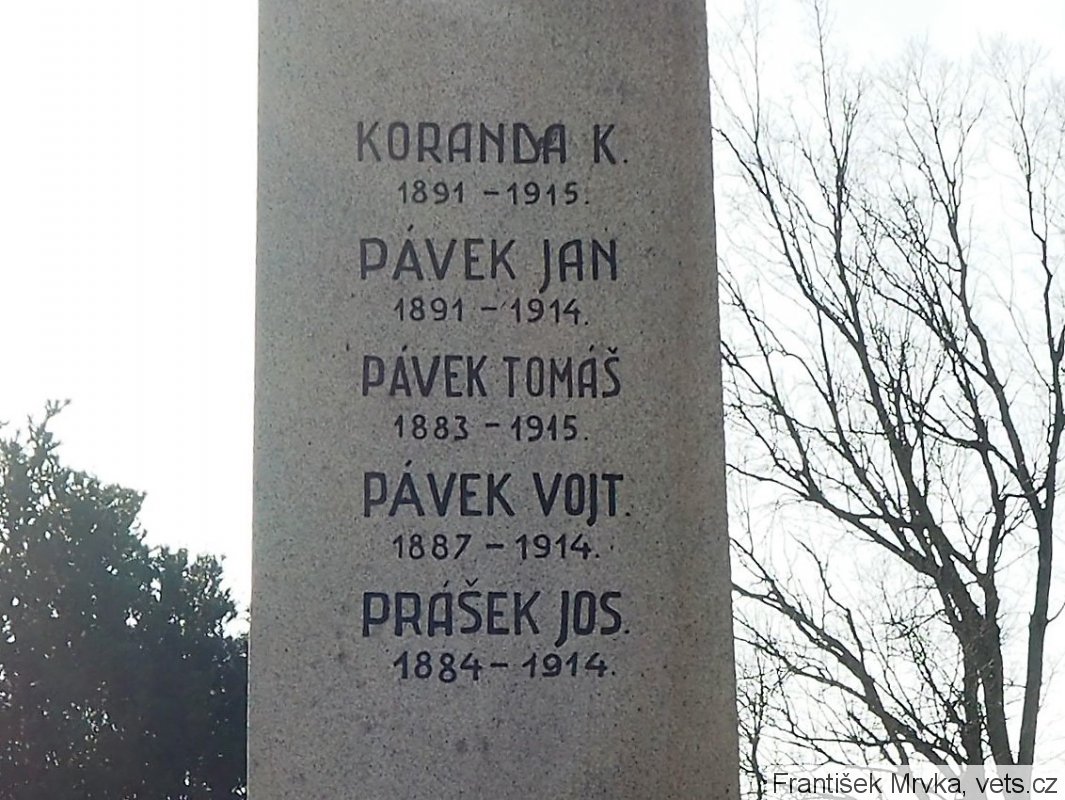 KORANDA K.
1891 - 1915.
PÁVEK JAN
1891 - 1914.
PÁVEK TOMÁŠ
1883 - 1915.
PÁVEK VOJT.
1887 - 1914.
PRÁŠEK JOS.
1884 - 1914.
František Mrvka, vets.cz